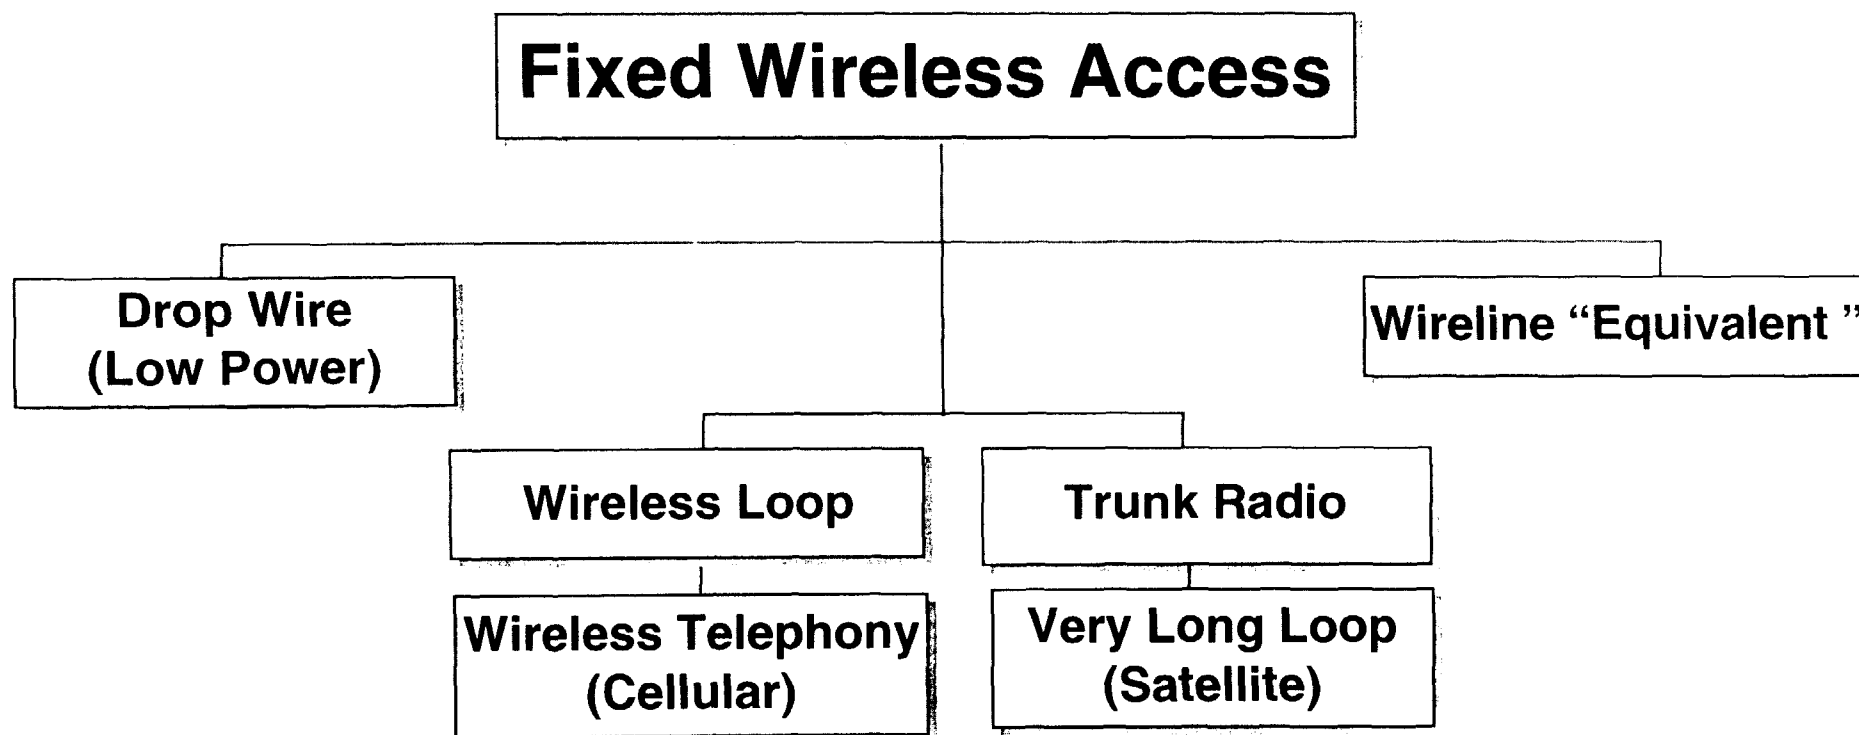 Fixed Wireless Access
Drop Wire
(Low Power)
Wireline “Equivalent ”
Wireless Loop
Trunk Radio
Wireless Telephony
(Cellular)
Very Long Loop
(Satellite)